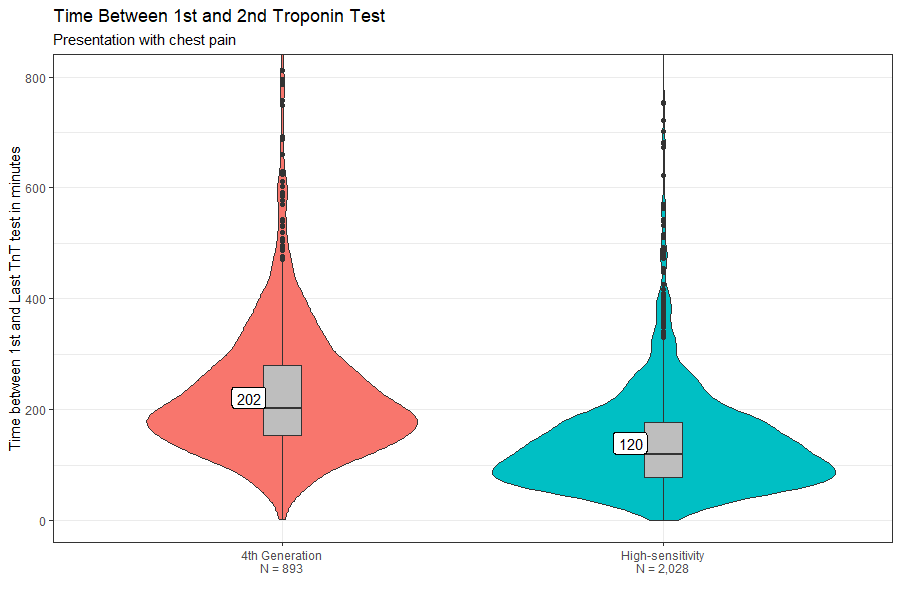 Time Between 1st and 2nd Troponin Test
Presentation with chest pain
Time between 1st and Last TnT test in minutes
800
600
400
200
0
202
120
4th Generation
N = 893
High-sensitivity
N = 2,028